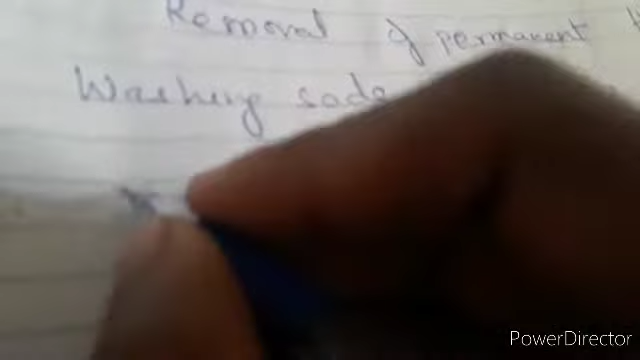 Removal of permanent
Washing soda
PowerDirector